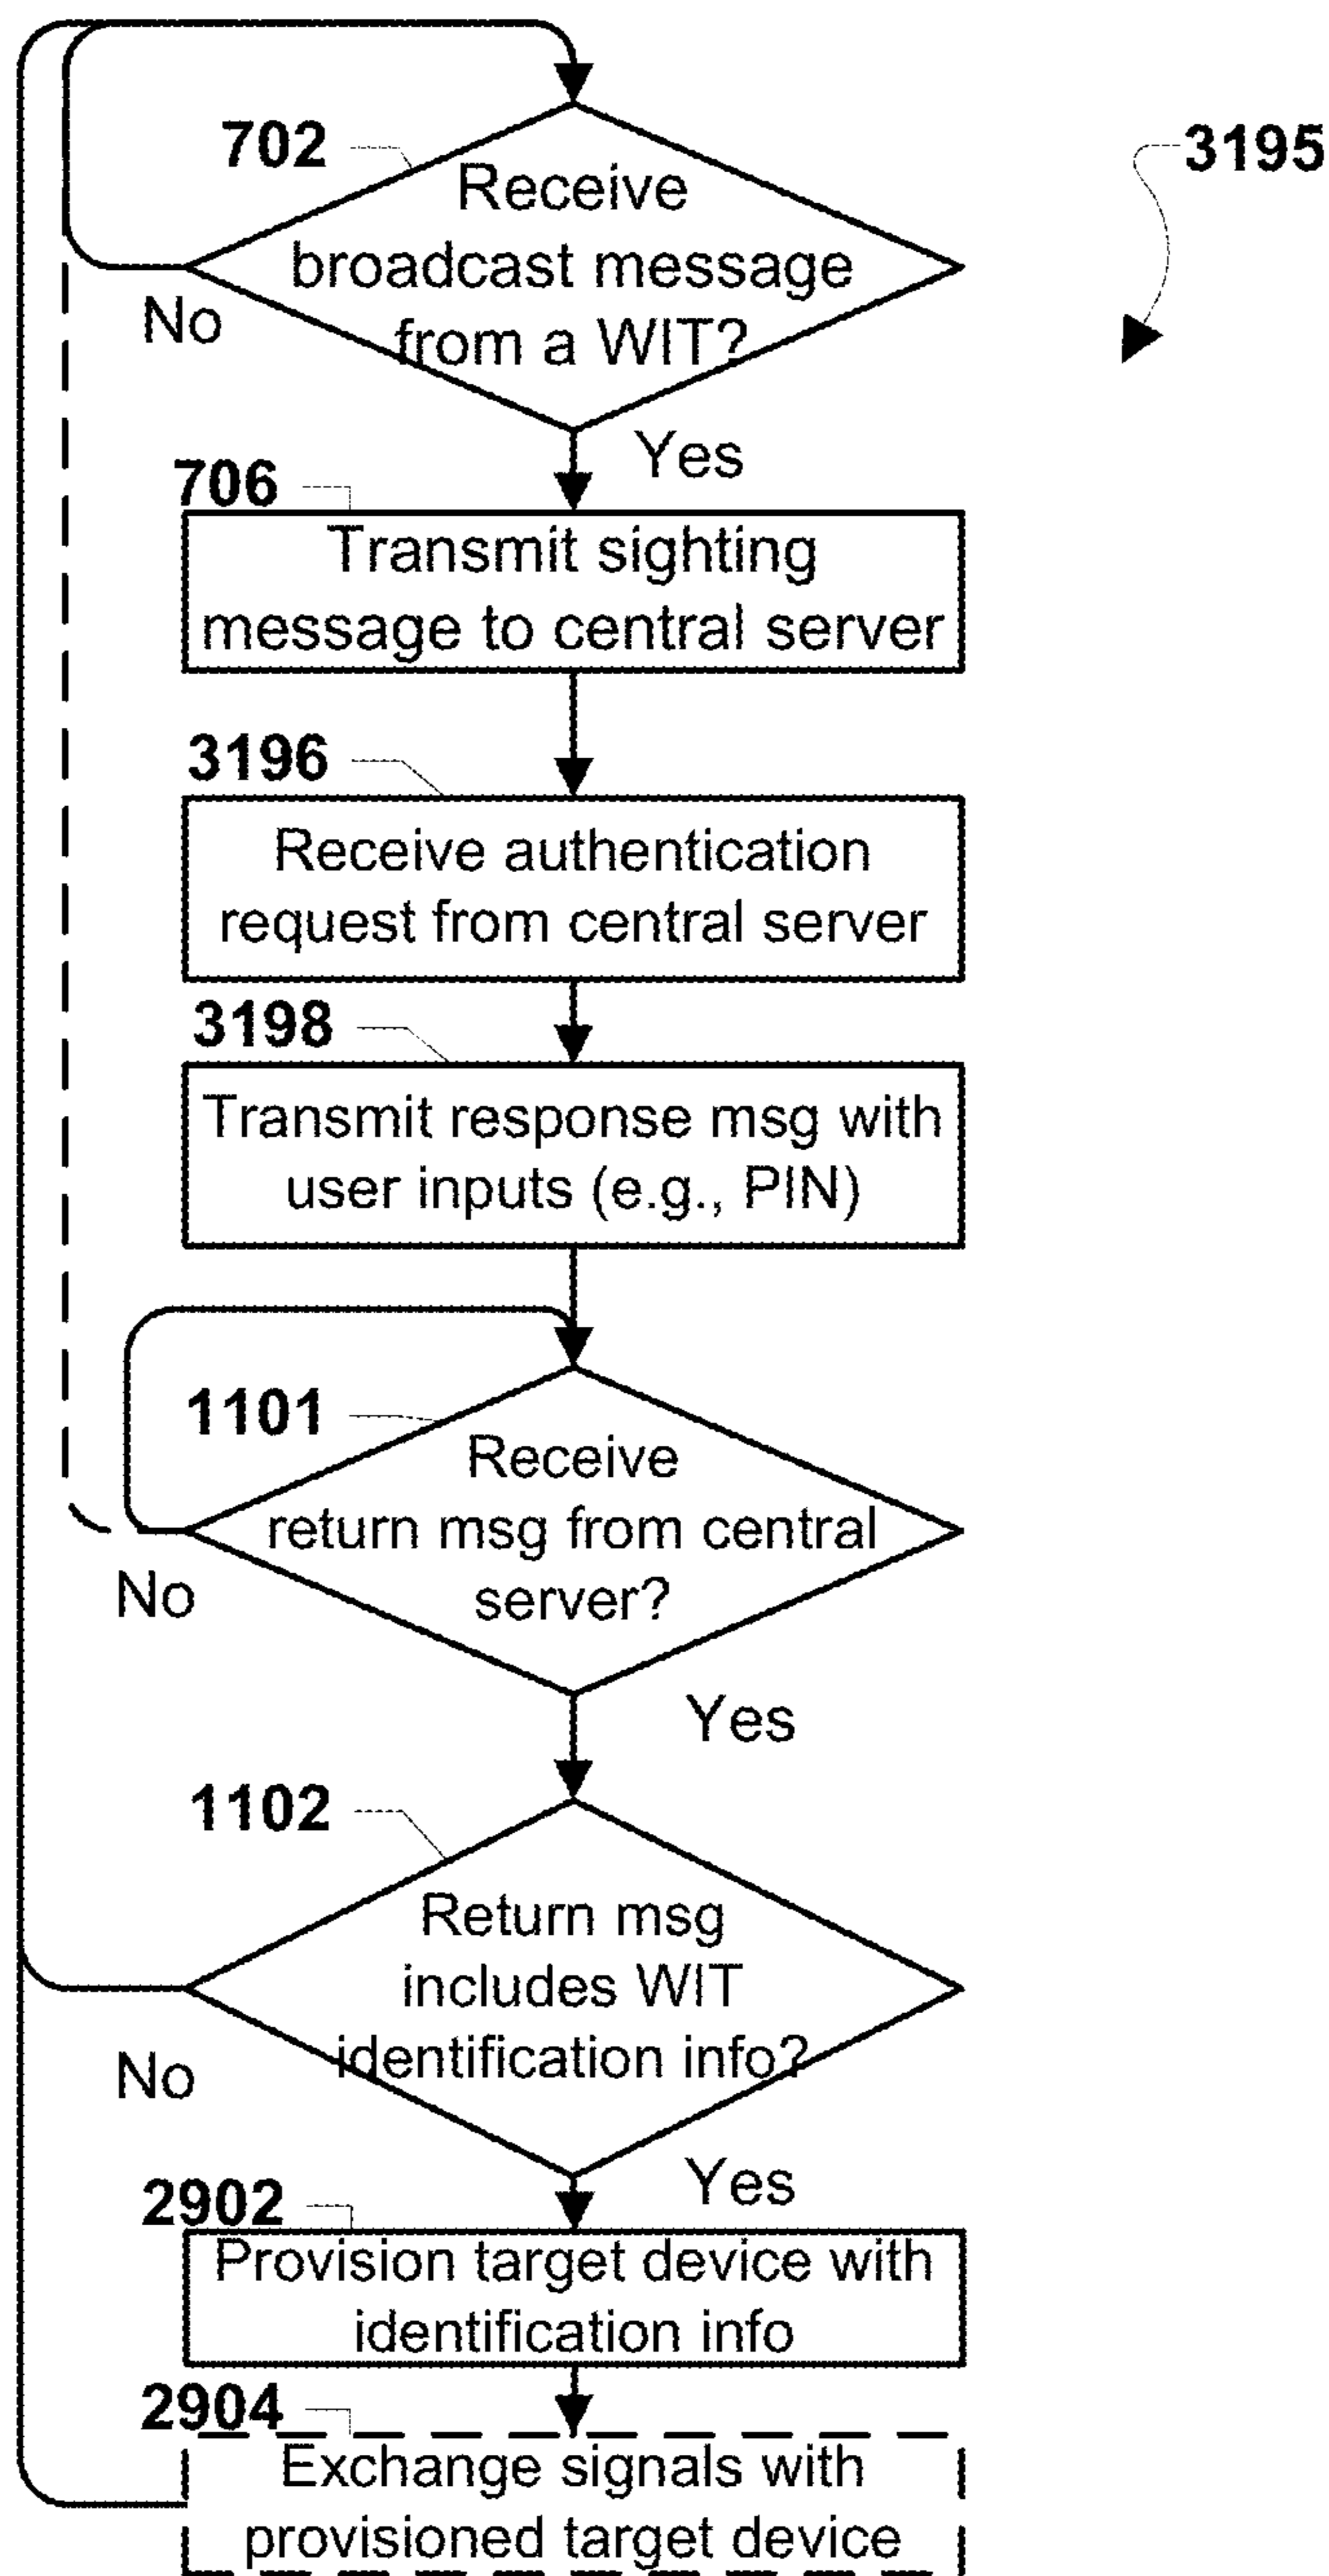 702
3195
Receive
broadcast message
from a WIT?
No
Yes
706
Transmit sighting
message to central server
3196
Receive authentication
request from central server
3198
Transmit response msg with
user inputs (e.g., PIN)
1101
Receive
return msg from central
server?
No
Yes
1102
Return msg
includes WIT
identification info?
No
Yes
2902
Provision target device with
identification info
2904
Exchange signals with
provisioned target device